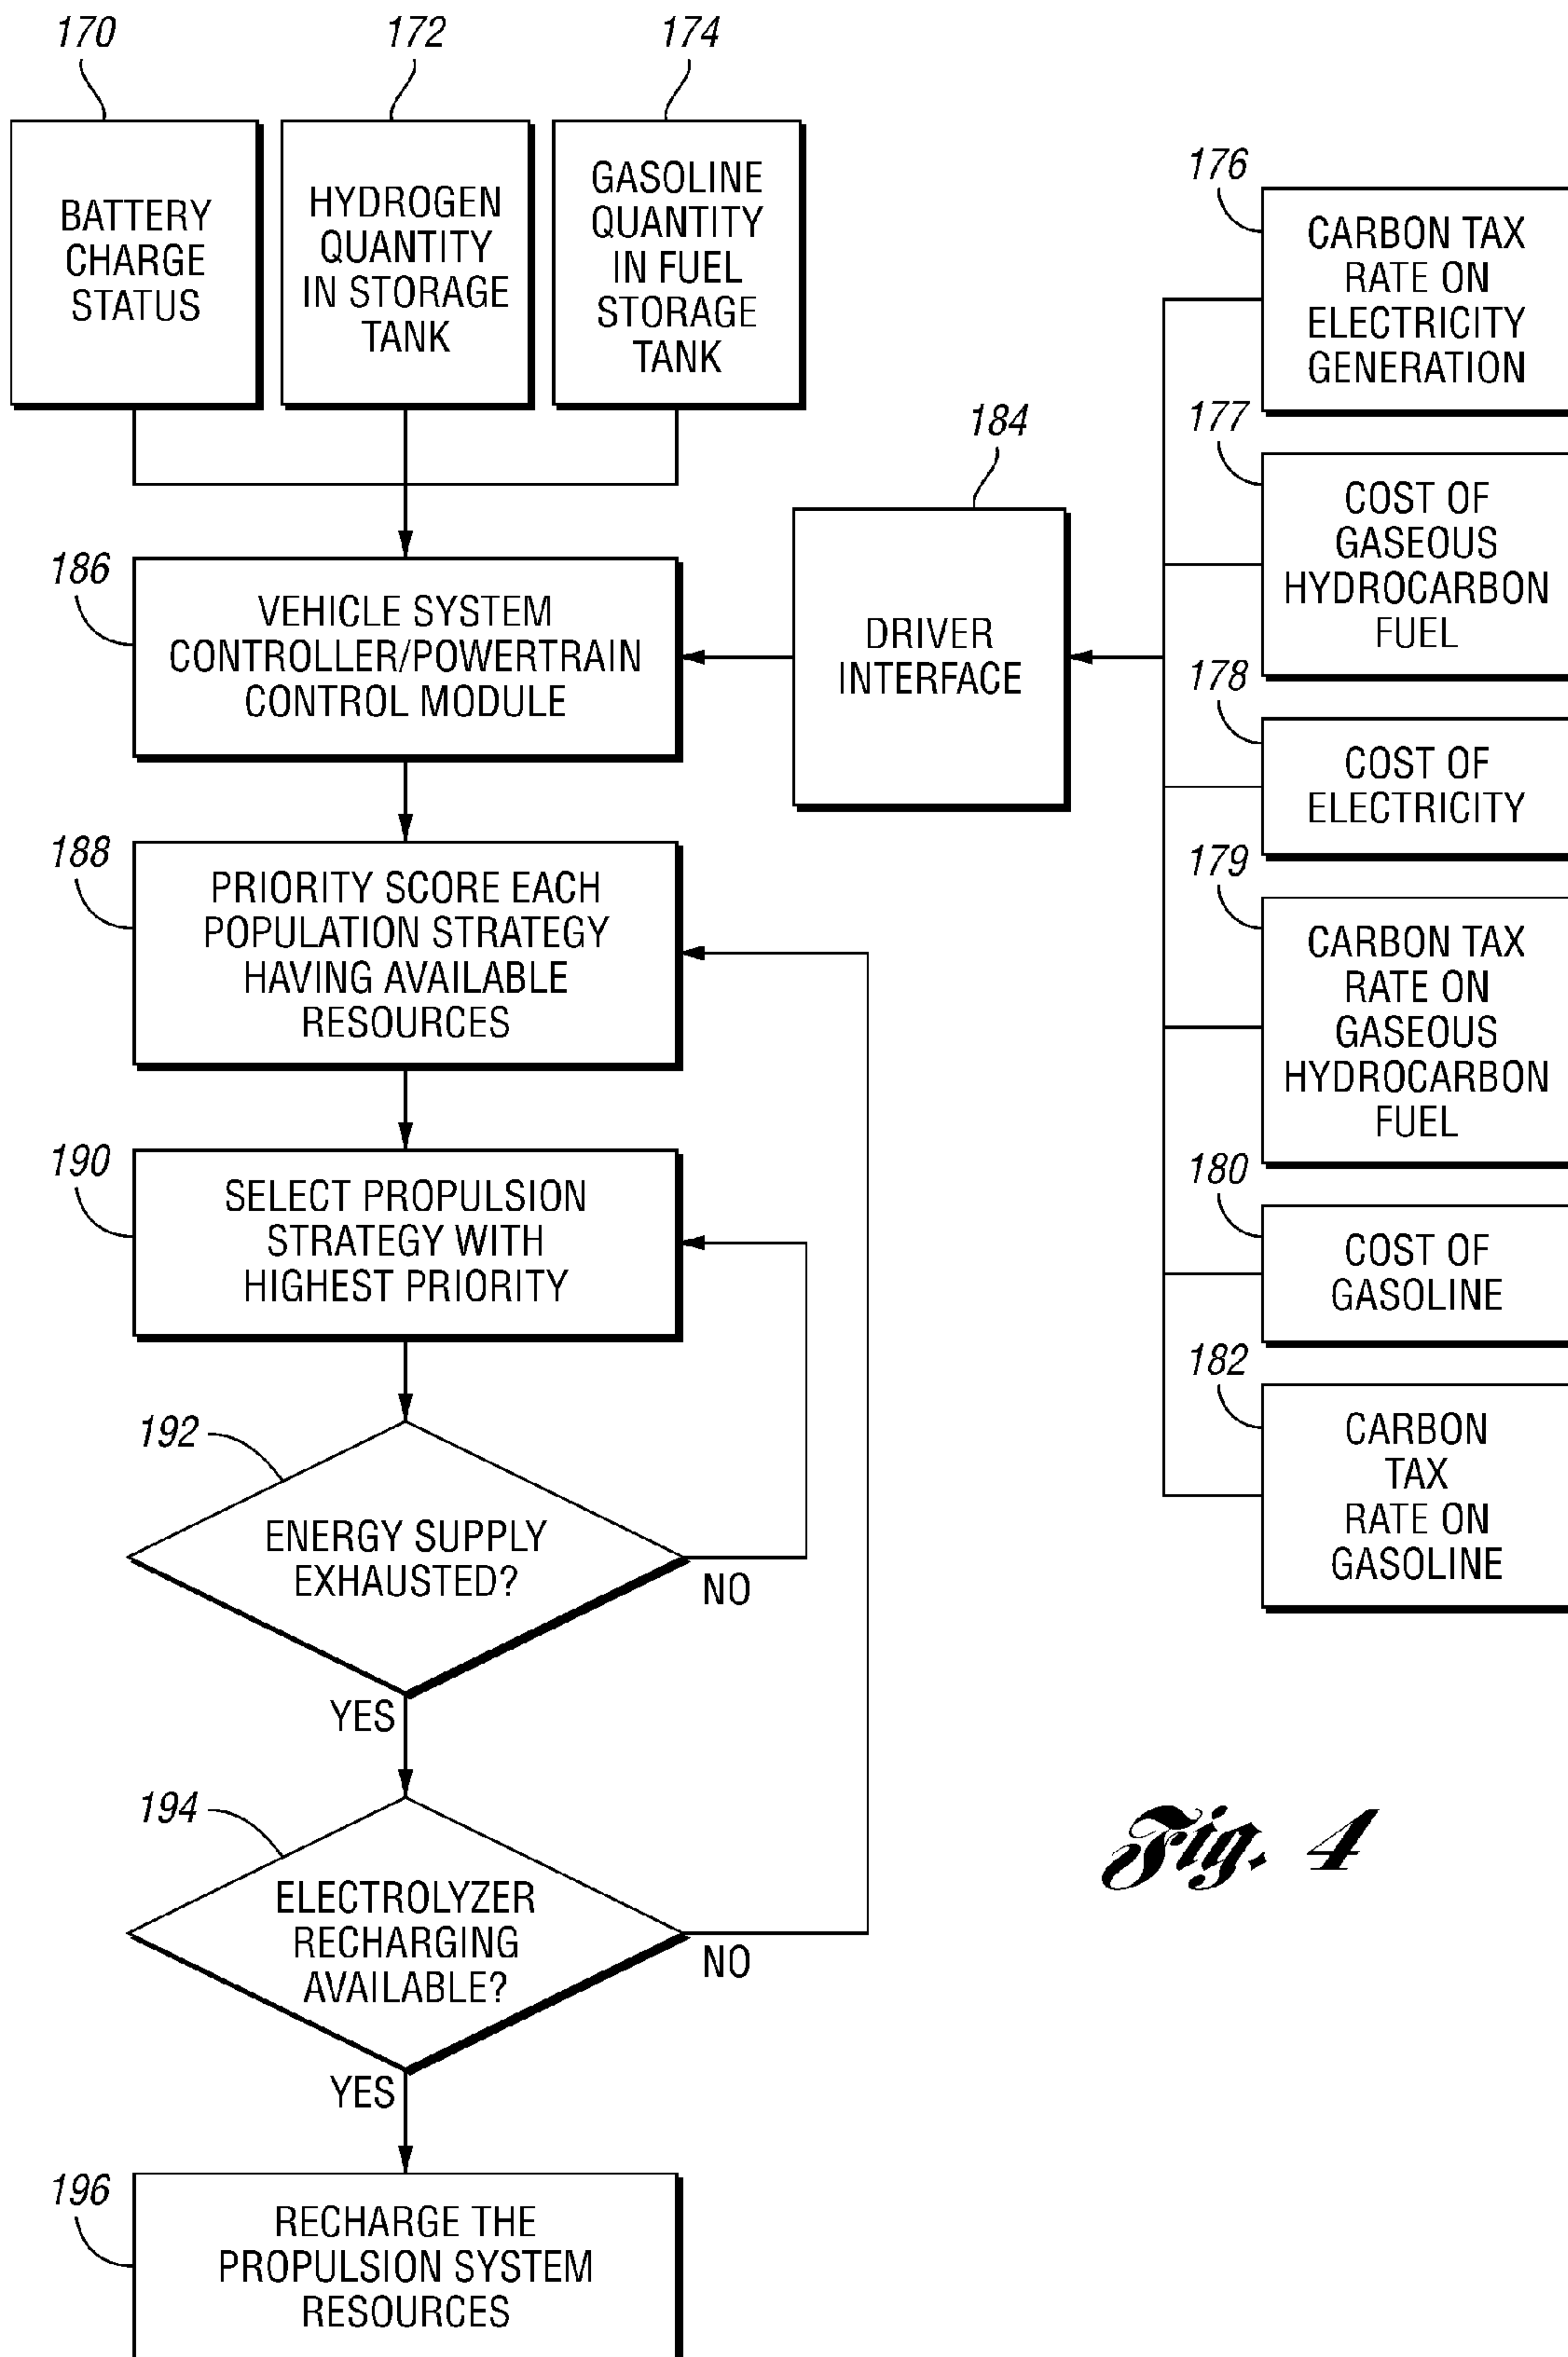 170
BATTERY
CHARGE
STATUS
172
HYDROGEN
QUANTITY
IN STORAGE
TANK
174
GASOLINE
QUANTITY
IN FUEL
STORAGE
TANK
176
CARBON TAX
RATE ON
ELECTRICITY
GENERATION
177
COST OF
GASEOUS
HYDROCARBON
FUEL
178
COST OF
ELECTRICITY
179
CARBON TAX
RATE ON
GASEOUS
HYDROCARBON
FUEL
180
COST OF
GASOLINE
182
CARBON
TAX
RATE ON
GASOLINE
184
DRIVER
INTERFACE
186
VEHICLE SYSTEM
CONTROLLER/POWERTRAIN
CONTROL MODULE
188
PRIORITY SCORE EACH
POPULATION STRATEGY
HAVING AVAILABLE
RESOURCES
190
SELECT PROPULSION
STRATEGY WITH
HIGHEST PRIORITY
192
ENERGY SUPPLY
EXHAUSTED?
NO
YES
194
ELECTROLYZER
RECHARGING
AVAILABLE?
NO
YES
196
RECHARGE THE
PROPULSION SYSTEM
RESOURCES
Fig. 4